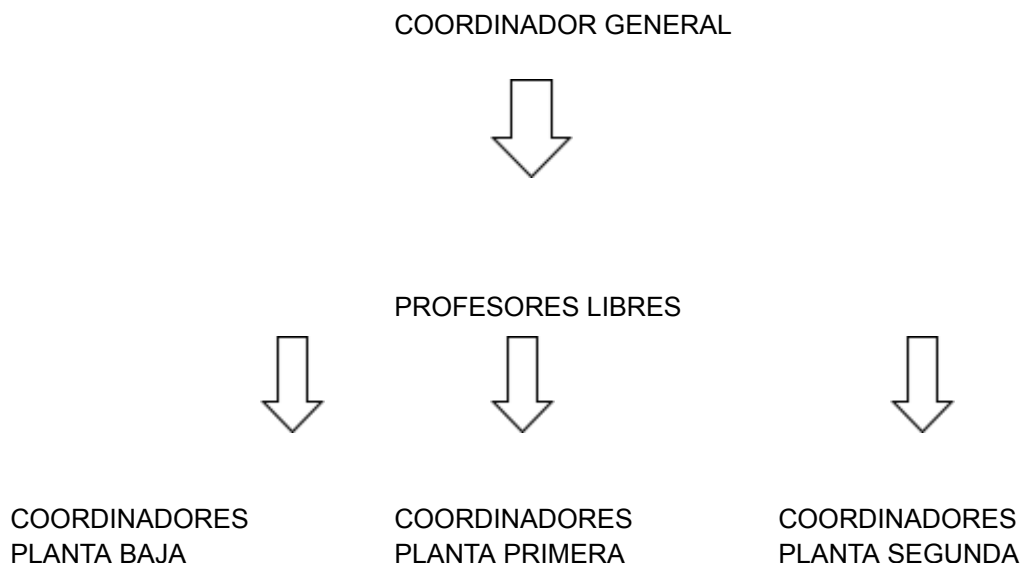 COORDINADOR GENERAL
PROFESORES LIBRES
COORDINADORES
PLANTA BAJA
COORDINADORES
PLANTA PRIMERA
COORDINADORES
PLANTA SEGUNDA